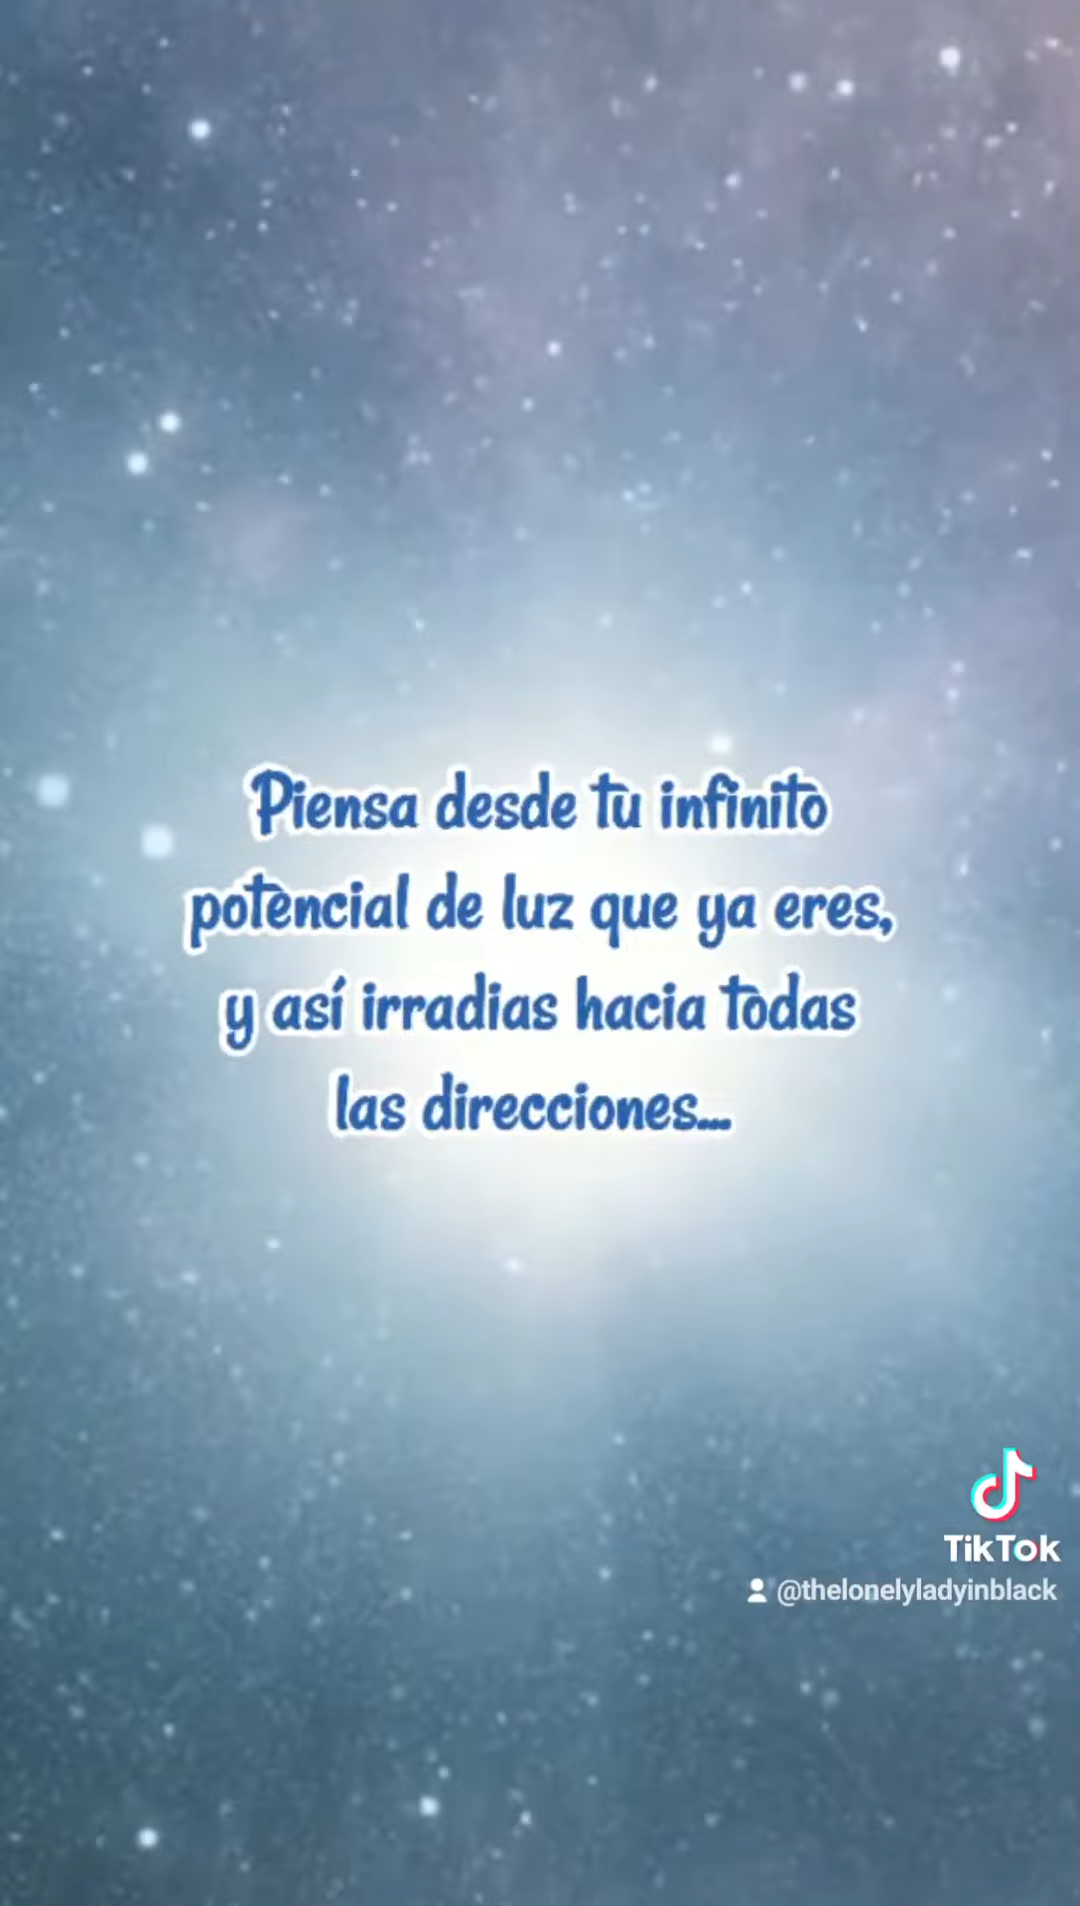 Piensa desde tu infinito
potencial de luz que ya eres,
y así irradias hacia todas
las direcciones...
TikTok
@thelonelyladyinblack